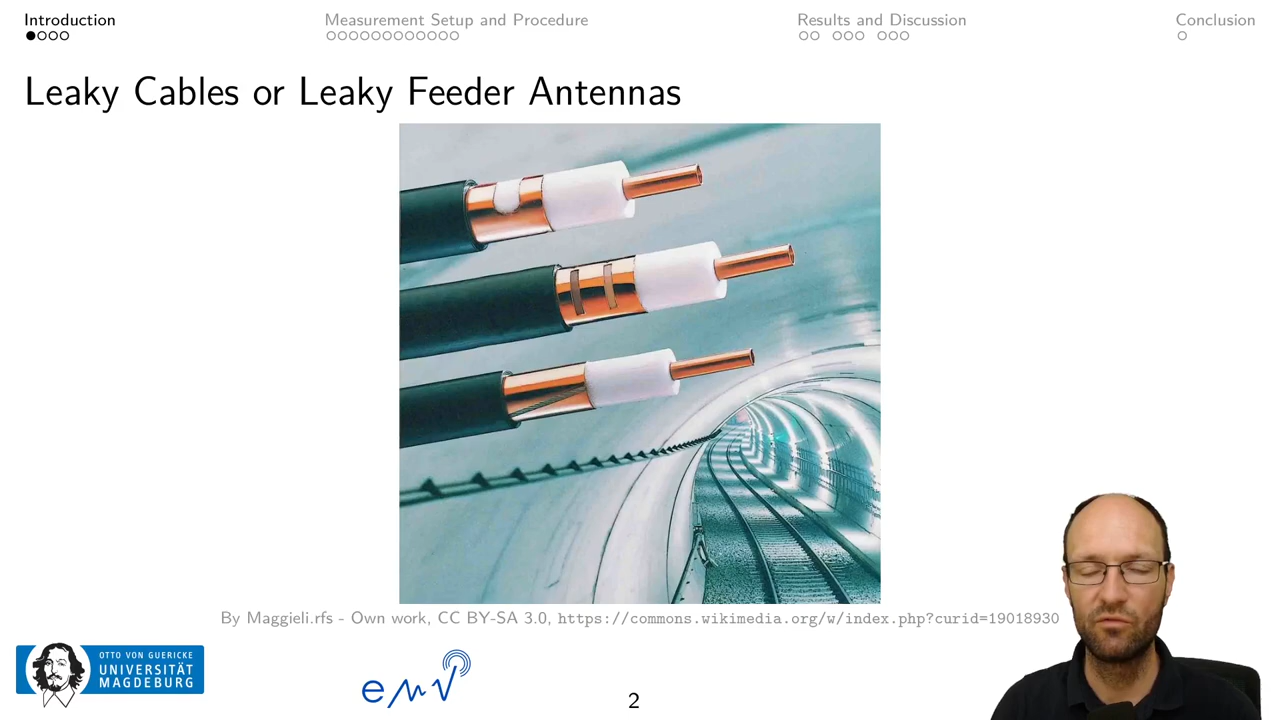 Introduction
Measurement Setup and Procedure
Results and Discussion
Conclusion
Leaky Cables or Leaky Feeder Antennas
By Maggieli.rfs - Own work, CC BY-SA 3.0, https://commons.wikimedia.org/w/index.php?curid=19018930
OTTO VON GUERICKE
UNIVERSITÄT
MAGDEBURG
emv
2